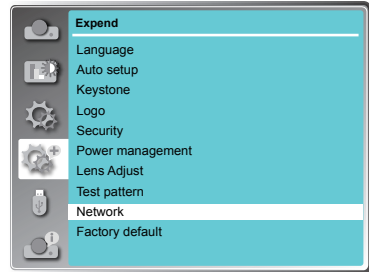 Expend
Language
Auto setup
Keystone
Logo
Security
Power management
Lens Adjust
Test pattern
Network
Factory default